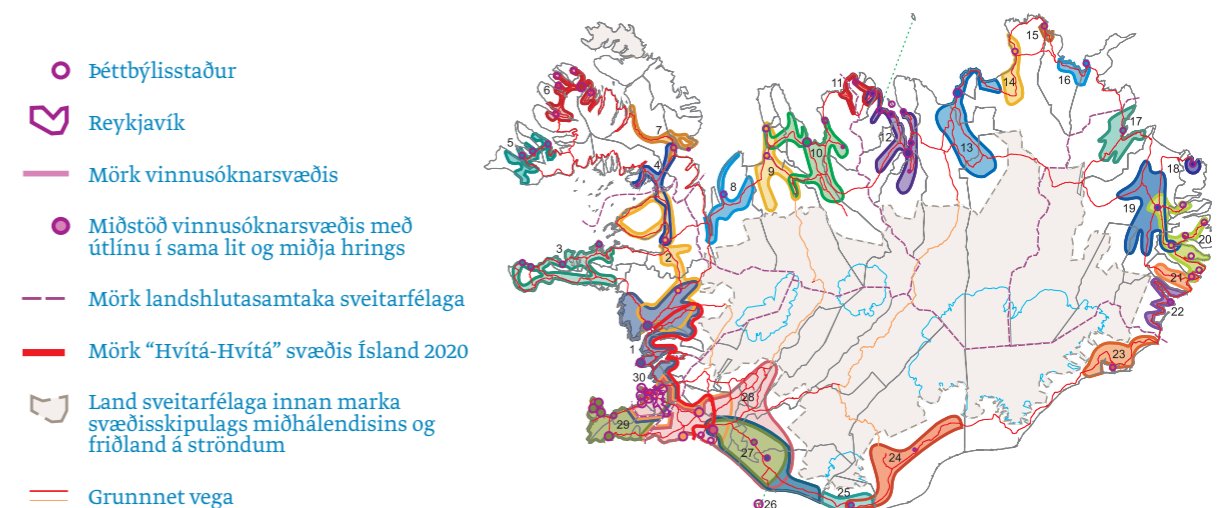 Þéttbýlisstaður
Reykjavík
Mörk vinnusóknarsvæðis
Miðstöð vinnusóknarsvæðis með
útlínu í sama lit og miðja hrings
Mörk landshlutasamtaka sveitarfélaga
Mörk “Hvítá-Hvítá” svæðis Ísland 2020
Land sveitarfélaga innan marka
svæðisskipulags miðhálendisins og
friðland á ströndum
Grunnnet vega
15
11
6
14
16
7
12
17
5
10
13
4
9
18
8
19
20
3
2
21
22
1
23
30
28
29
27
24
25
26